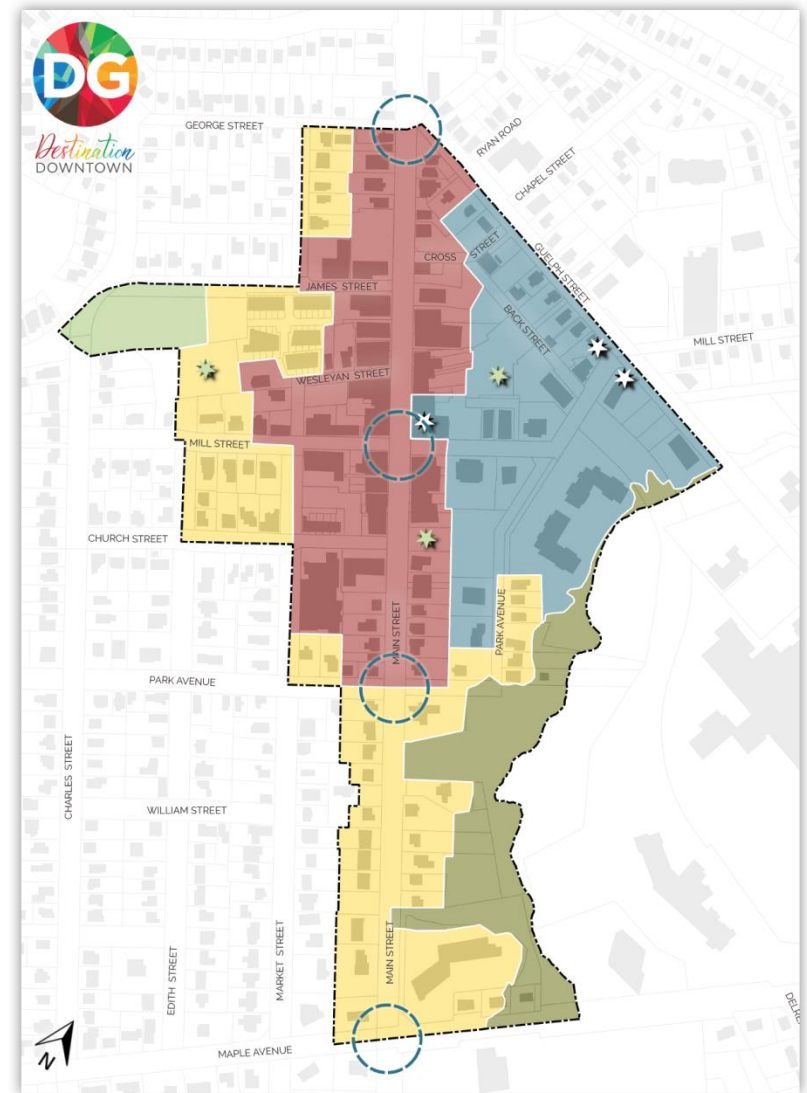 DG
Destination
DOWNTOWN
GEORGE STREET
RYAN ROAD
CHAPEL STREET
CROSS
STREET
GUELPH STREET
JAMES STREET
BACK STREET
MILL STREET
WESLEYAN STREET
MILL STREET
CHURCH STREET
MAIN STREET
PARK AVENUE
PARK AVENUE
CHARLES STREET
WILLIAM STREET
EDITH STREET
MARKET STREET
MAIN STREET
MAPLE AVENUE
DELRE
N